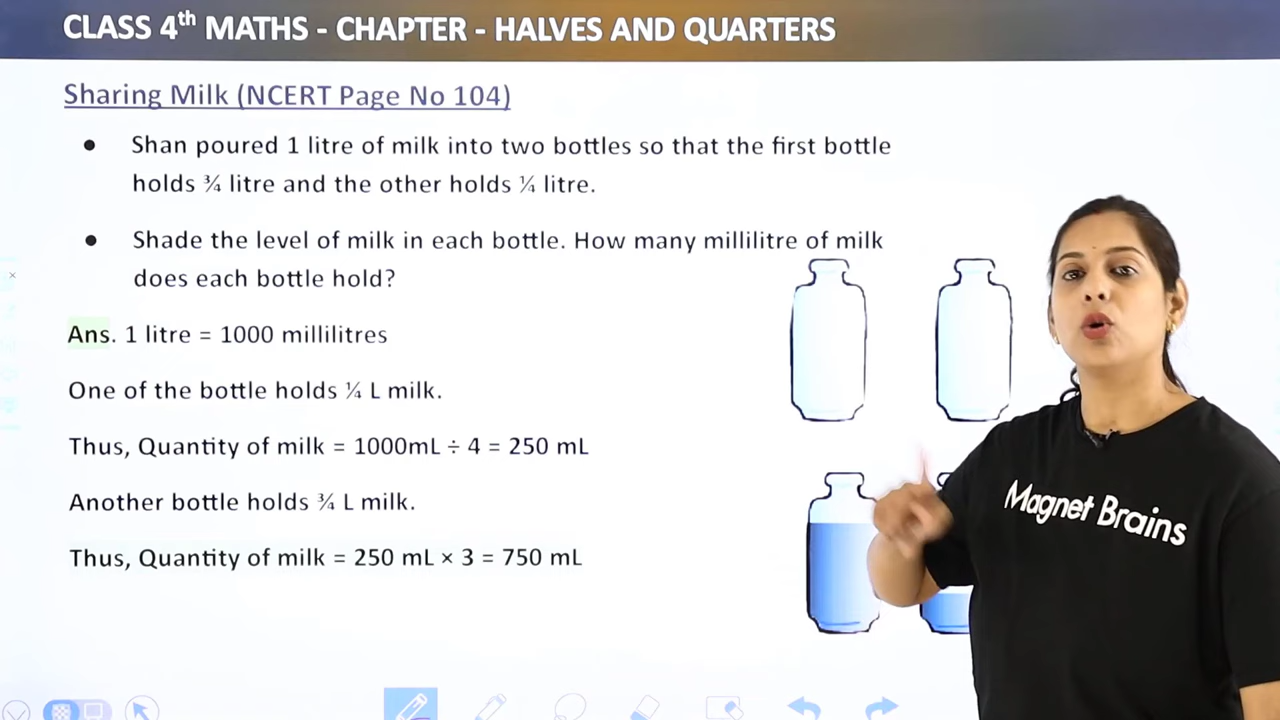 CLASS 4th MATHS - CHAPTER - HALVES AND QUARTERS
Sharing Milk (NCERT Page No 104)
● Shan poured 1 litre of milk into two bottles so that the first bottle
holds ¾ litre and the other holds ¼ litre.
● Shade the level of milk in each bottle. How many millilitre of milk
does each bottle hold?
Ans. 1 litre = 1000 millilitres
One of the bottle holds ¼ L milk.
Thus, Quantity of milk = 1000mL ÷ 4 = 250 mL
Another bottle holds ¾ L milk.
Thus, Quantity of milk = 250 mL × 3 = 750 mL
Magnet Brains